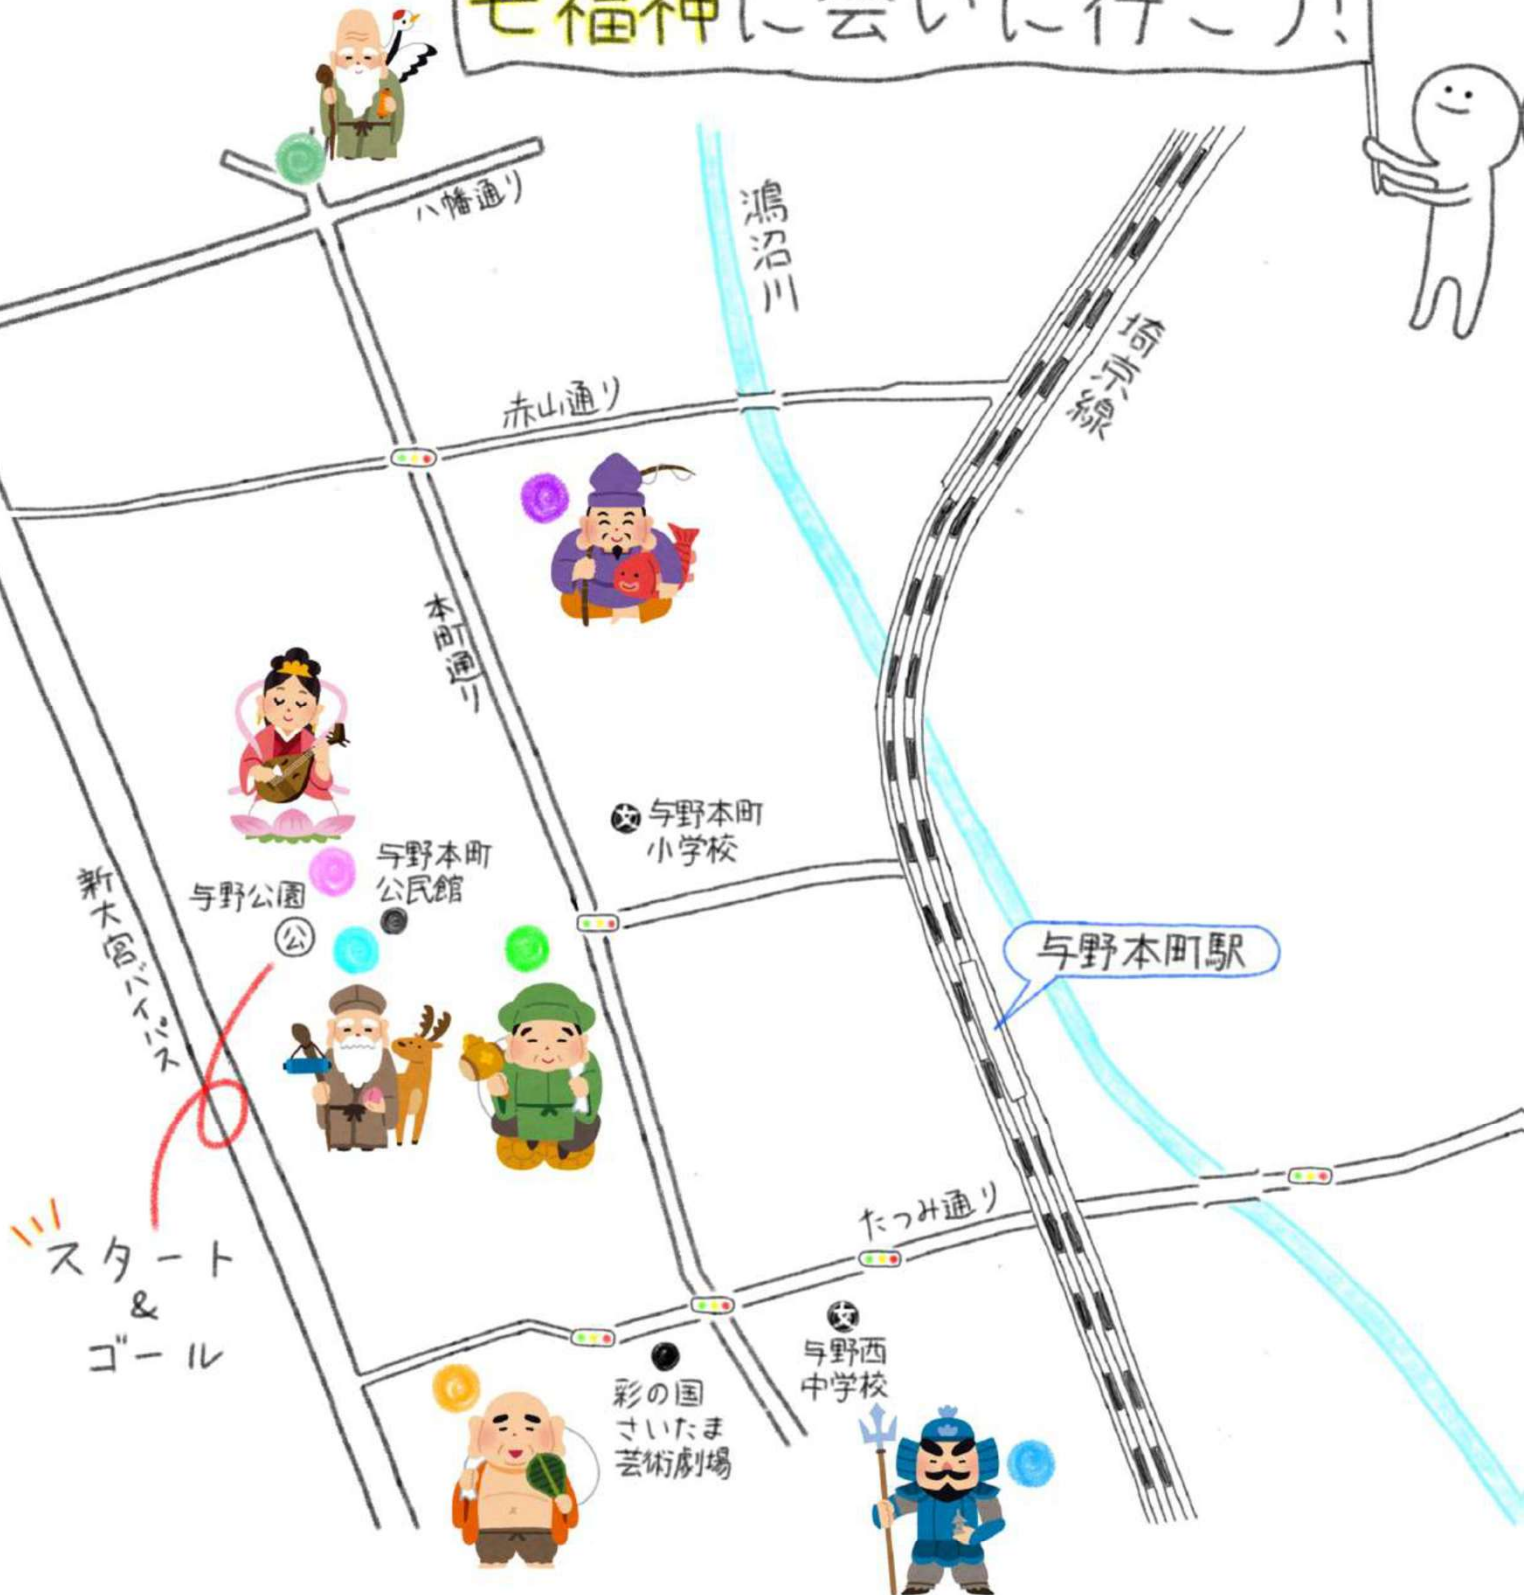 七福神に会いに行こう!
八幡通り
鴻沼川
埼京線
赤山通り
本町通り
与野本町
小学校
与野本町
公民館
与野公園
公
新大宮バイパス
与野本町駅
たつみ通り
スタート
&
ゴール
文
彩の国
さいたま
芸術劇場
文
与野西
中学校